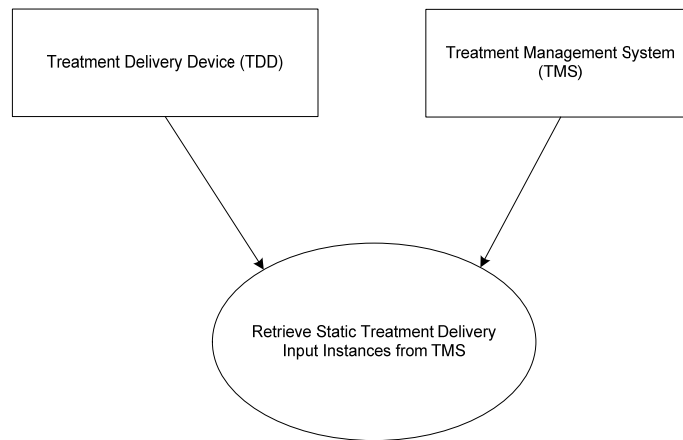 Treatment Delivery Device (TDD)
Treatment Management System
(TMS)
Retrieve Static Treatment Delivery
Input Instances from TMS